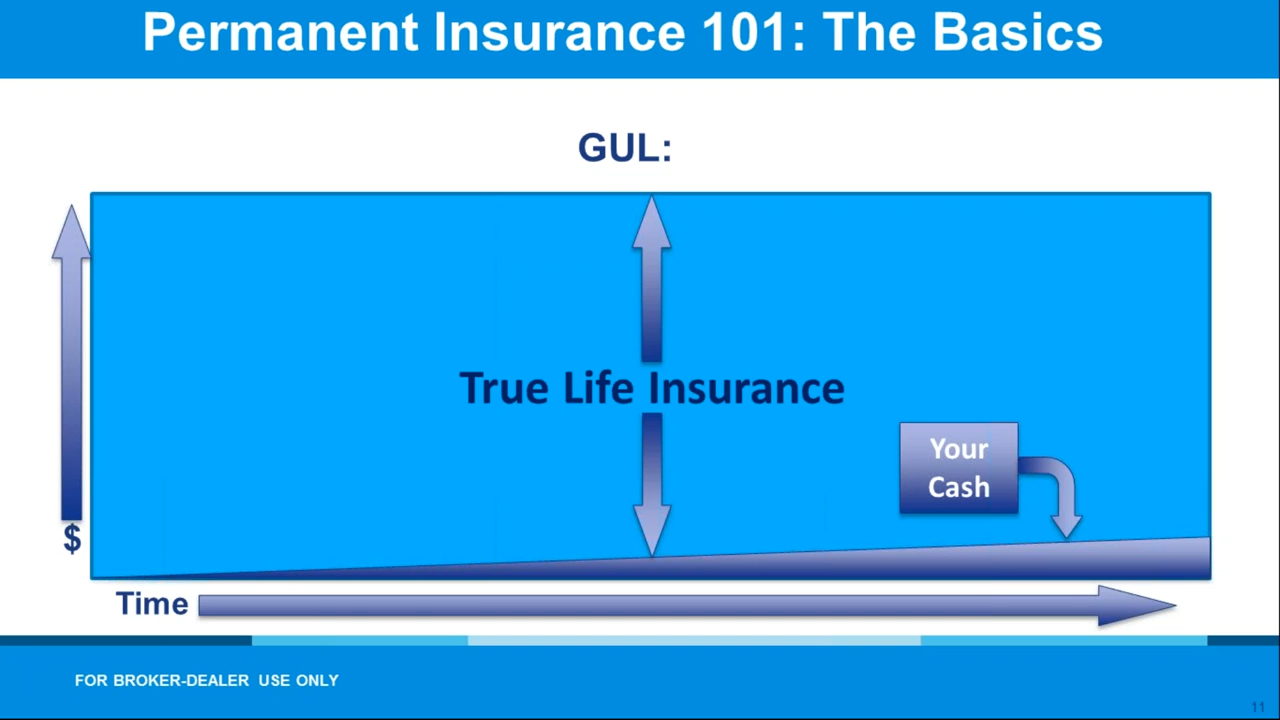 Permanent Insurance 101: The Basics
GUL:
True Life Insurance
Your
Cash
$
Time
FOR BROKER-DEALER USE ONLY
11